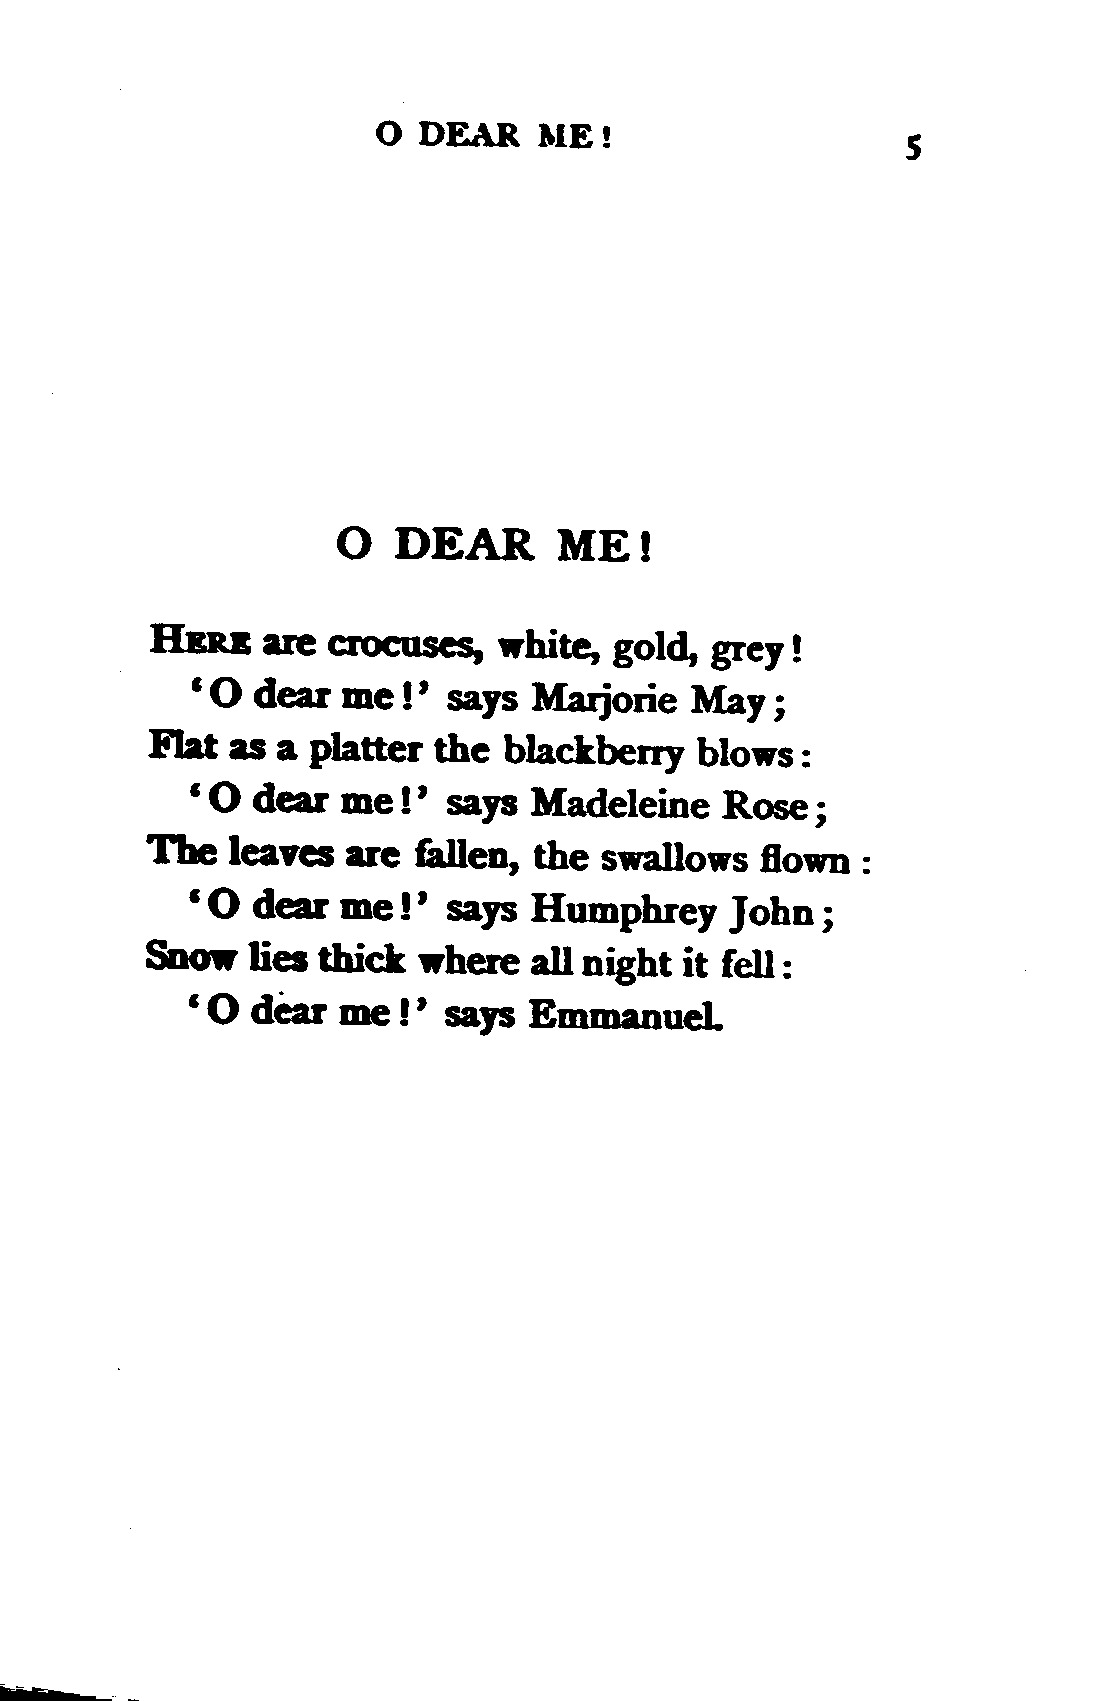 O DEAR ME! 5
O DEAR ME!
HERE are crocuses, white, gold, grey!
‘O dear me!’ says Marjorie May;
Flat as a platter the blackberry blows:
‘O dear me!’ says Madeleine Rose;
The leaves are fallen, the swallows flown:
‘O dear me!’ says Humphrey John;
Snow lies thick where all night it fell:
‘O dear me!’ says Emmanuel.